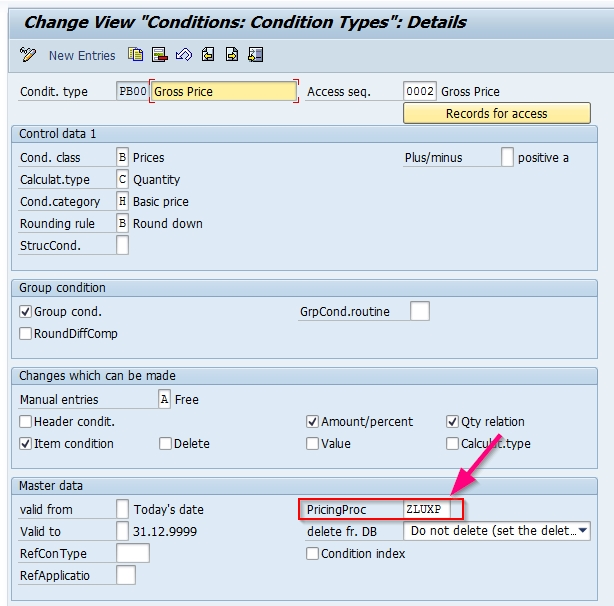 Change View "Conditions: Condition Types": Details
New Entries
Condit. type PB00 Gross Price Access seq. 0002 Gross Price
Records for access
Control data 1
Cond. class B Prices Plus/minus positive a
Calculat.type C Quantity
Cond.category H Basic price
Rounding rule B Round down
StrucCond.
Group condition
Group cond. GrpCond.routine
RoundDiffComp
Changes which can be made
Manual entries A Free
Header condit. Amount/percent Qty relation
Item condition Delete Value Calculat.type
Master data
valid from Today's date PricingProc ZLUXP
Valid to 31.12.9999 delete fr. DB Do not delete (set the delet...
RefConType Condition index
RefApplicatio